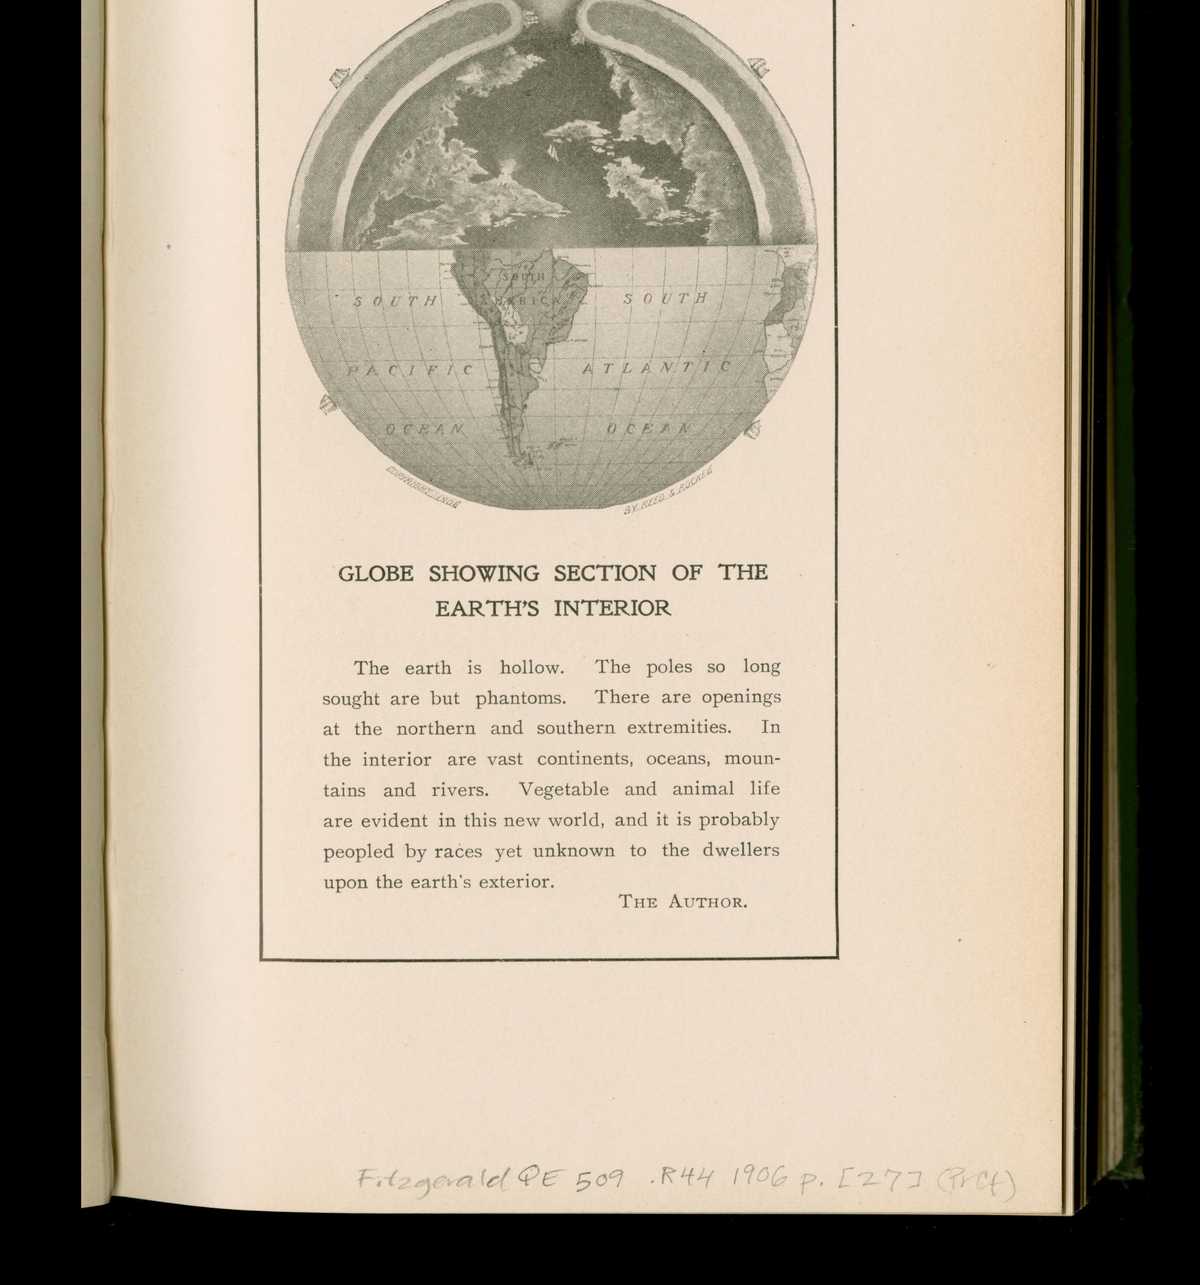 SOUTH
AMERICA
SOUTH
PACIFIC
OCEAN
SOUTH
ATLANTIC
OCEAN
COPYRIGHT 1906
BY REED & ROCKEY
GLOBE SHOWING SECTION OF THE
EARTH'S INTERIOR
The earth is hollow. The poles so long
sought are but phantoms. There are openings
at the northern and southern extremities. In
the interior are vast continents, oceans, moun-
tains and rivers. Vegetable and animal life
are evident in this new world, and it is probably
peopled by races yet unknown to the dwellers
upon the earth's exterior.
THE AUTHOR.
Fitzgerald QE 509 .R44 1906 p. [27] (PrCt)